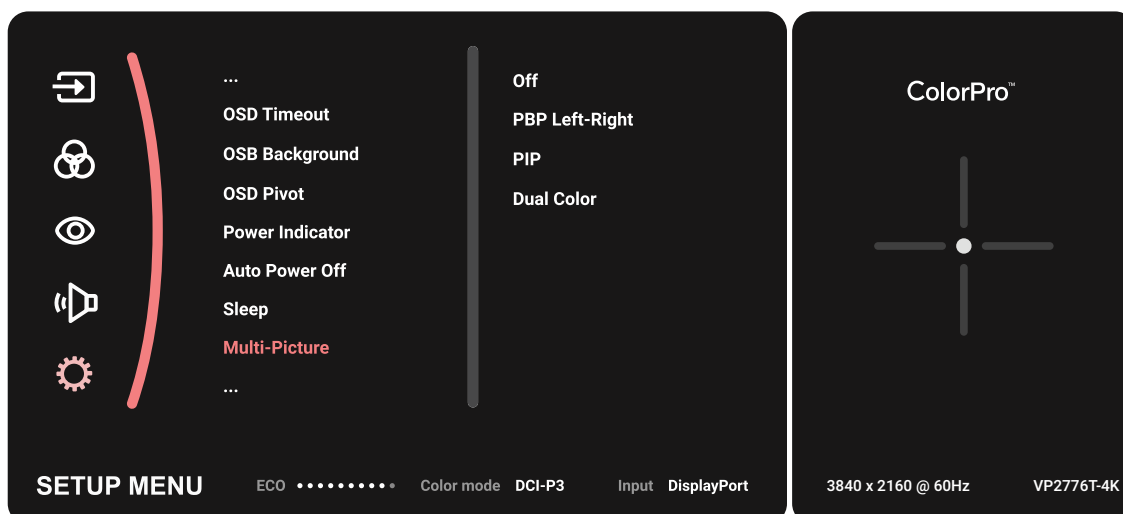 ...
OSD Timeout
OSB Background
OSD Pivot
Power Indicator
Auto Power Off
Sleep
Multi-Picture
...
Off
PBP Left-Right
PIP
Dual Color
SETUP MENU ECO Color mode DCI-P3 Input DisplayPort
ColorPro™
3840 x 2160 @ 60Hz VP2776T-4K